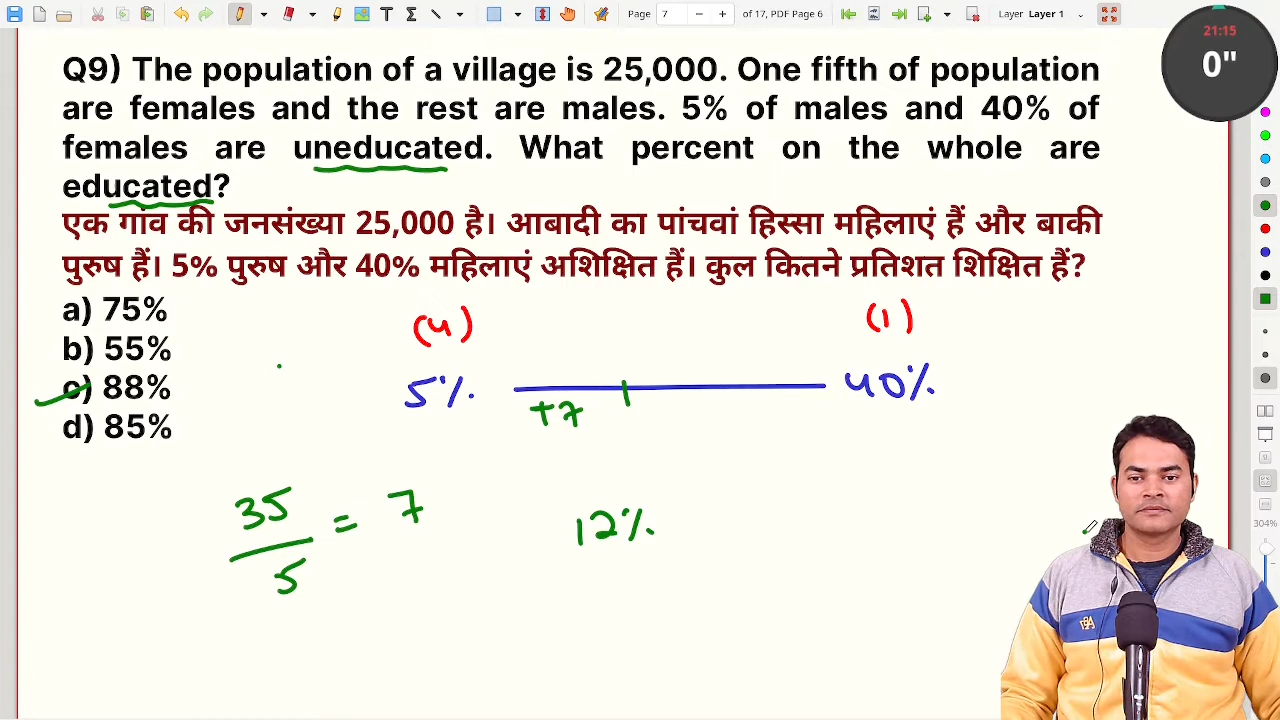 Page 7 of 17, PDF Page 6 Layer Layer 1
21:15
0"
Q9) The population of a village is 25,000. One fifth of population
are females and the rest are males. 5% of males and 40% of
females are uneducated. What percent on the whole are
educated?
एक गांव की जनसंख्या 25,000 है। आबादी का पांचवां हिस्सा महिलाएं हैं और बाकी
पुरुष हैं। 5% पुरुष और 40% महिलाएं अशिक्षित हैं। कुल कितने प्रतिशत शिक्षित हैं?
a) 75%
b) 55%
c) 88%
d) 85%
(4) (1)
5% 40%
+7
35
5
= 7
12%
304%